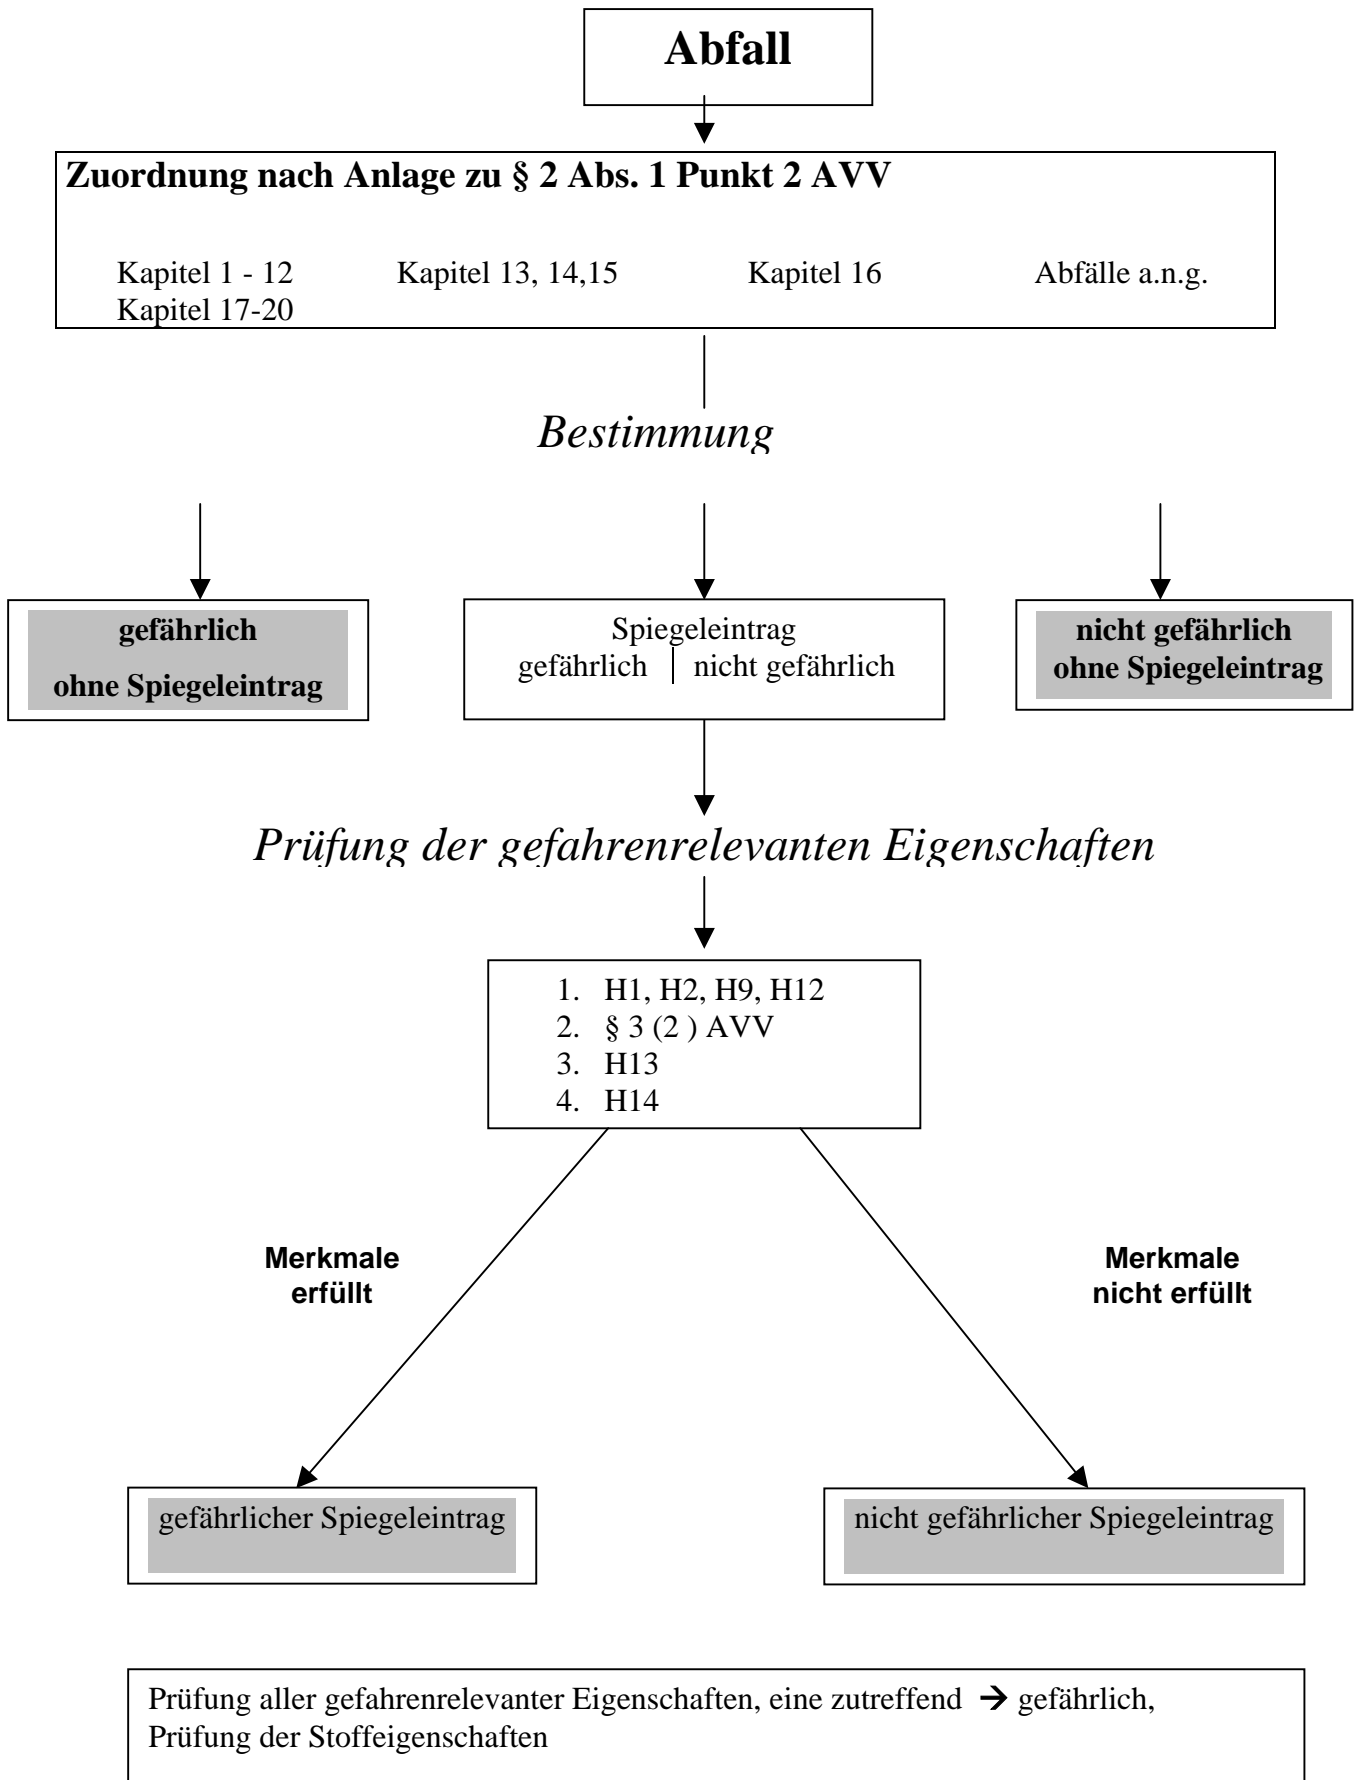 Abfall
Zuordnung nach Anlage zu § 2 Abs. 1 Punkt 2 AVV
Kapitel 1 - 12 Kapitel 13, 14,15 Kapitel 16 Abfälle a.n.g.
Kapitel 17-20
Bestimmung
gefährlich
ohne Spiegeleintrag
Spiegeleintrag
gefährlich nicht gefährlich
nicht gefährlich
ohne Spiegeleintrag
Prüfung der gefahrenrelevanten Eigenschaften
1. H1, H2, H9, H12
2. § 3 (2 ) AVV
3. H13
4. H14
Merkmale
erfüllt
Merkmale
nicht erfüllt
gefährlicher Spiegeleintrag
nicht gefährlicher Spiegeleintrag
Prüfung aller gefahrenrelevanter Eigenschaften, eine zutreffend → gefährlich,
Prüfung der Stoffeigenschaften